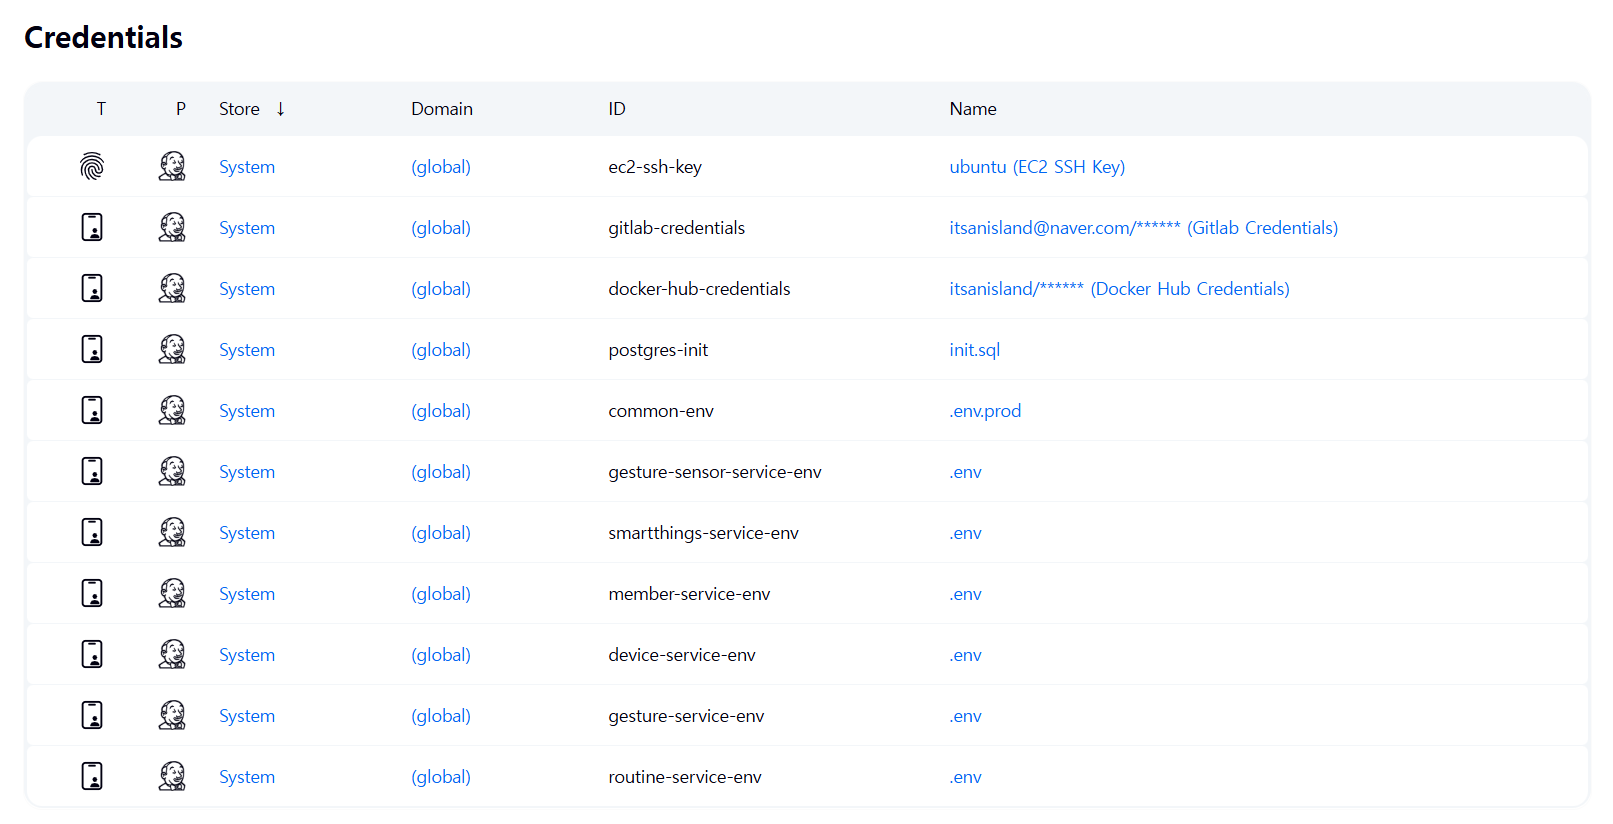 Credentials
T P Store ↓ Domain ID Name
System (global) ec2-ssh-key ubuntu (EC2 SSH Key)
System (global) gitlab-credentials itsanisland@naver.com/****** (Gitlab Credentials)
System (global) docker-hub-credentials itsanisland/****** (Docker Hub Credentials)
System (global) postgres-init init.sql
System (global) common-env .env.prod
System (global) gesture-sensor-service-env .env
System (global) smartthings-service-env .env
System (global) member-service-env .env
System (global) device-service-env .env
System (global) gesture-service-env .env
System (global) routine-service-env .env